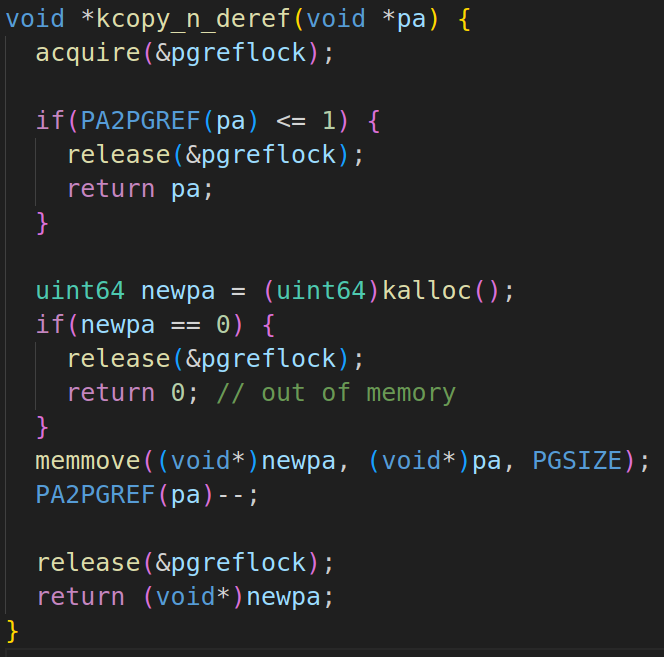 void *kcopy_n_deref(void *pa) {
  acquire(&pgreflock);

  if(PA2PGREF(pa) <= 1) {
    release(&pgreflock);
    return pa;
  }

  uint64 newpa = (uint64)kalloc();
  if(newpa == 0) {
    release(&pgreflock);
    return 0; // out of memory
  }
  memmove((void*)newpa, (void*)pa, PGSIZE);
  PA2PGREF(pa)--;

  release(&pgreflock);
  return (void*)newpa;
}